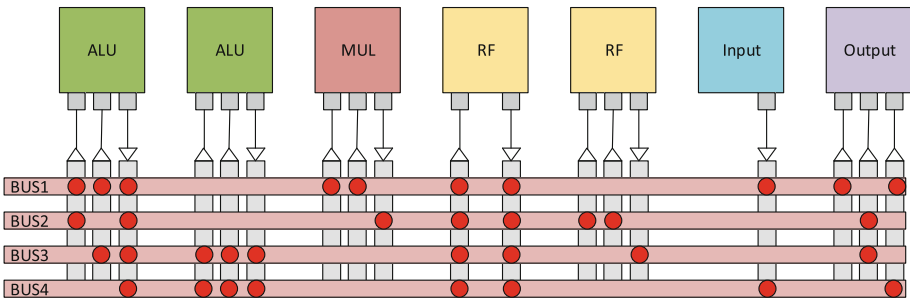 ALU
ALU
MUL
RF
RF
Input
Output
BUS1
BUS2
BUS3
BUS4